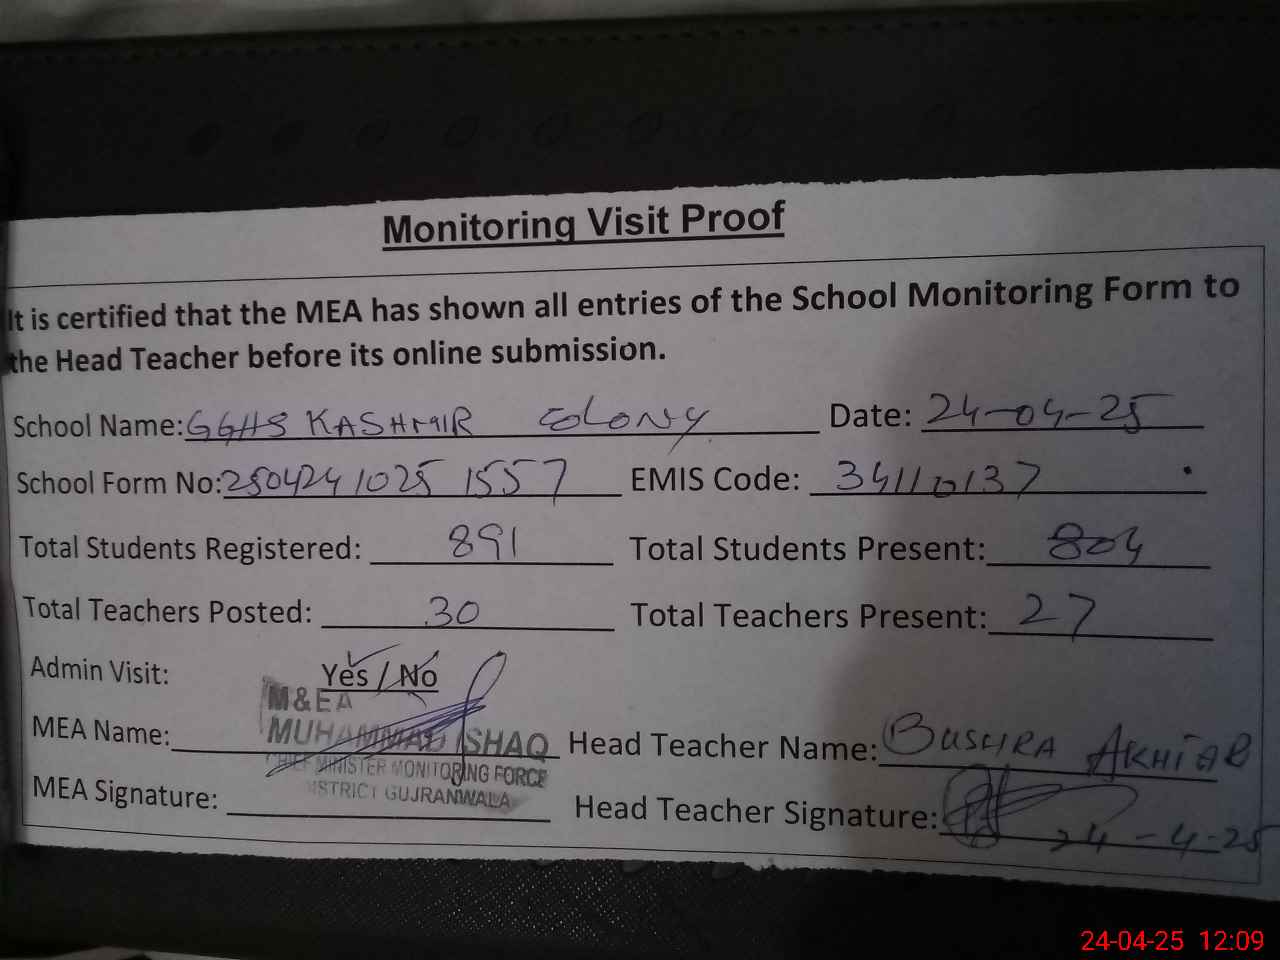 Monitoring Visit Proof
It is certified that the MEA has shown all entries of the School Monitoring Form to
the Head Teacher before its online submission.
School Name: GGHS KASHMIR COLONY Date: 24-04-25
School Form No: 25042410251557 EMIS Code: 34110137
Total Students Registered: 891 Total Students Present: 804
Total Teachers Posted: 30 Total Teachers Present: 27
Admin Visit: Yes / No
M&EA
MEA Name: MUHAMMAD ISHAQ Head Teacher Name: BUSHRA AKHTAR
CHIEF MINISTER MONITORING FORCE
DISTRICT GUJRANWALA
MEA Signature: Head Teacher Signature: 24-4-25
24-04-25 12:09